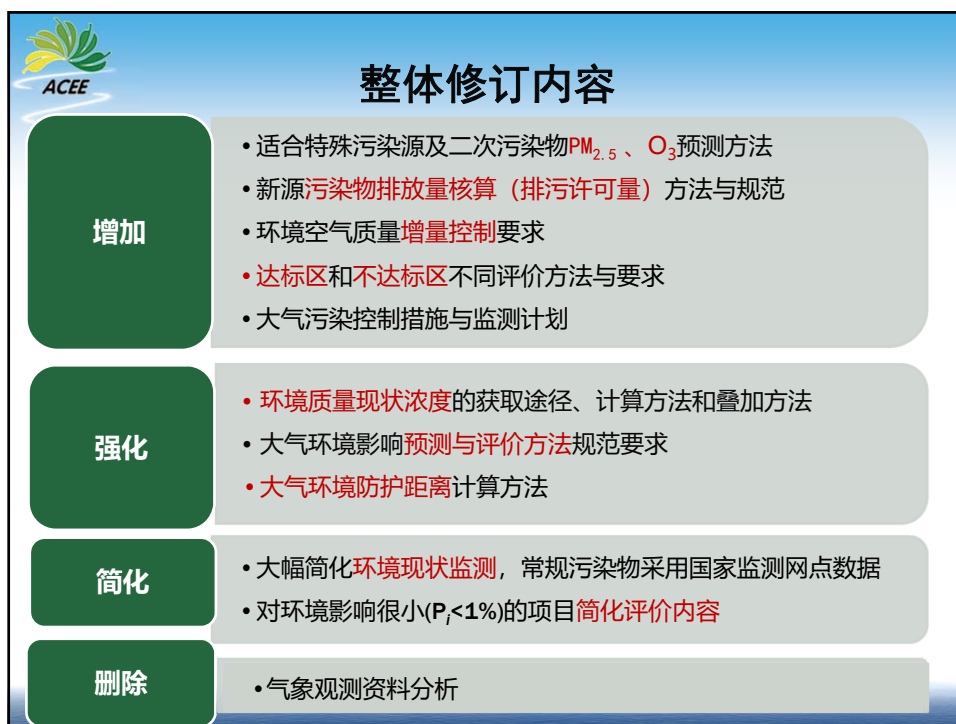 ACEE
整体修订内容
增加
•适合特殊污染源及二次污染物PM2.5 、O3预测方法
•新源污染物排放量核算（排污许可量）方法与规范
•环境空气质量增量控制要求
•达标区和不达标区不同评价方法与要求
•大气污染控制措施与监测计划
强化
•环境质量现状浓度的获取途径、计算方法和叠加方法
•大气环境影响预测与评价方法规范要求
•大气环境防护距离计算方法
简化
•大幅简化环境现状监测，常规污染物采用国家监测网点数据
•对环境影响很小(Pi<1%)的项目简化评价内容
删除
•气象观测资料分析